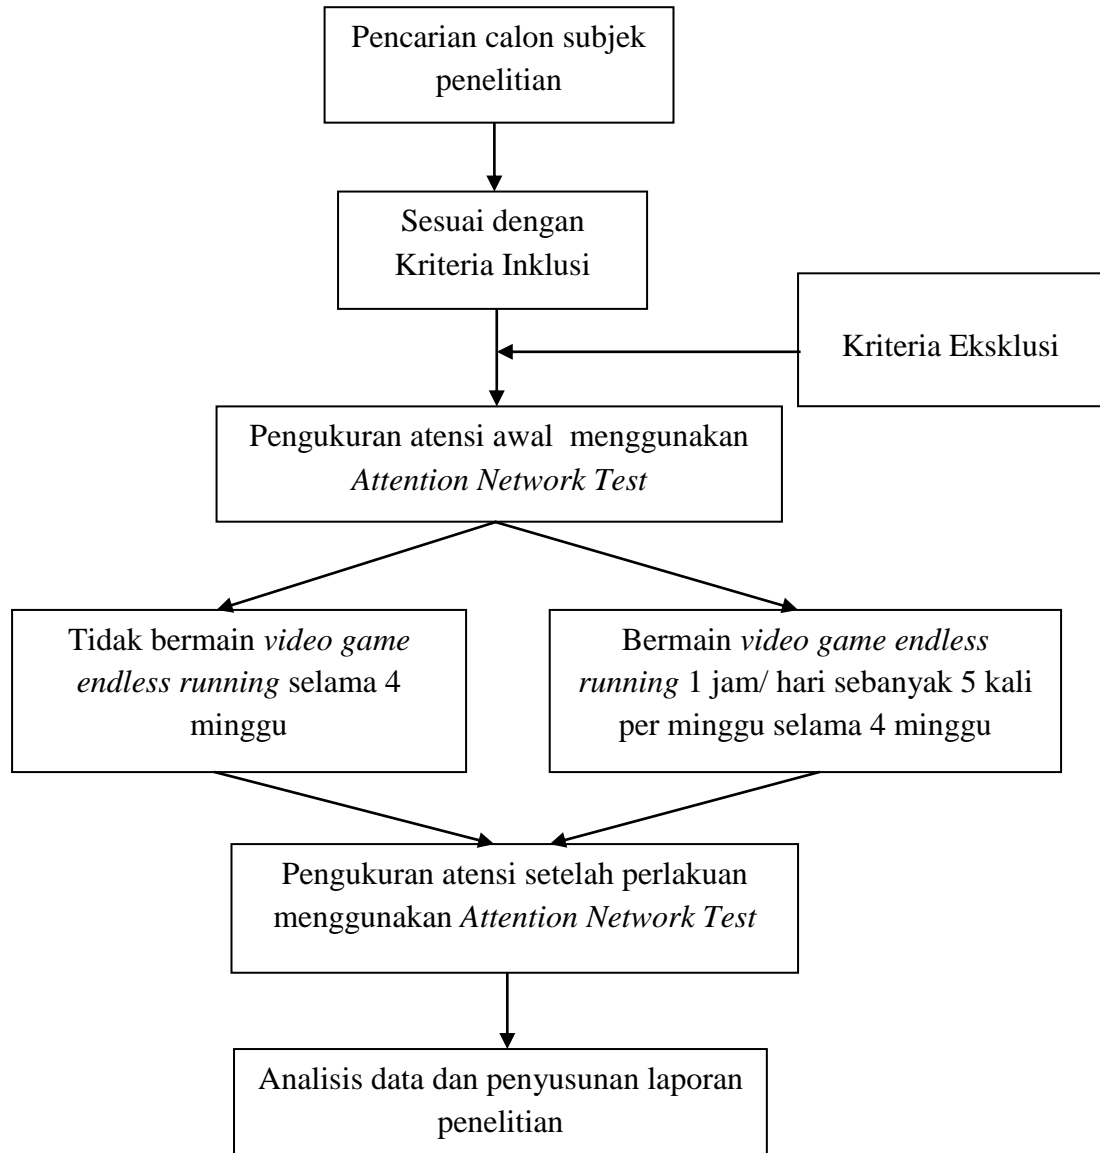 Pencarian calon subjek
penelitian
Sesuai dengan
Kriteria Inklusi
Kriteria Eksklusi
Pengukuran atensi awal  menggunakan
Attention Network Test
Tidak bermain video game
endless running selama 4
minggu
Bermain video game endless
running 1 jam/ hari sebanyak 5 kali
per minggu selama 4 minggu
Pengukuran atensi setelah perlakuan
menggunakan Attention Network Test
Analisis data dan penyusunan laporan
penelitian